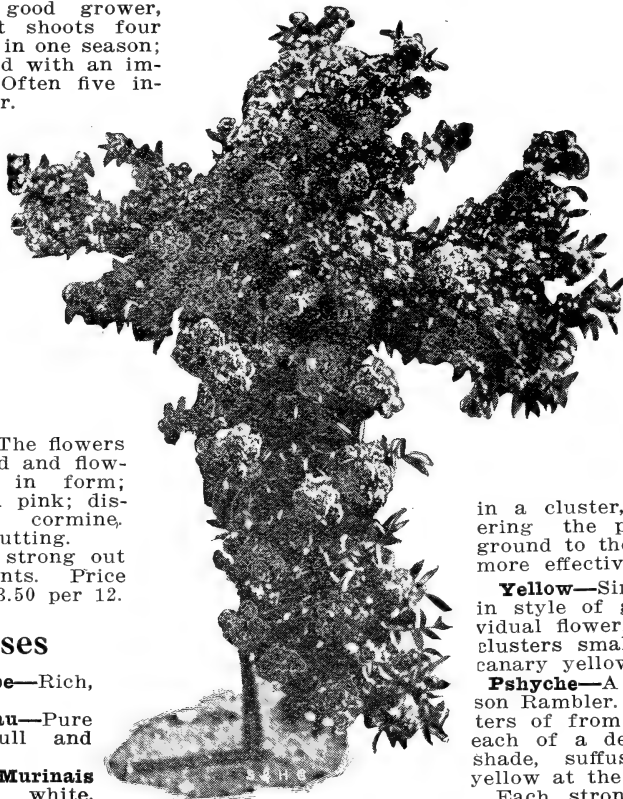 good grower,
t shoots four
in one season;
d with an im-
Often five in-
r.
The flowers
d and flow-
in form;
pink; dis-
cormine,
utting.
strong out
nts. Price
3.50 per 12.
ses
pe—Rich,
au—Pure
ull and
Murinais
white.
in a cluster,
ering the p
ground to the
more effectiv
Yellow—Sin
in style of g
vidual flower
clusters smal
canary yellow
Pshyche—A
son Rambler.
ters of from
each of a de
shade, suffus
yellow at the
Each stron